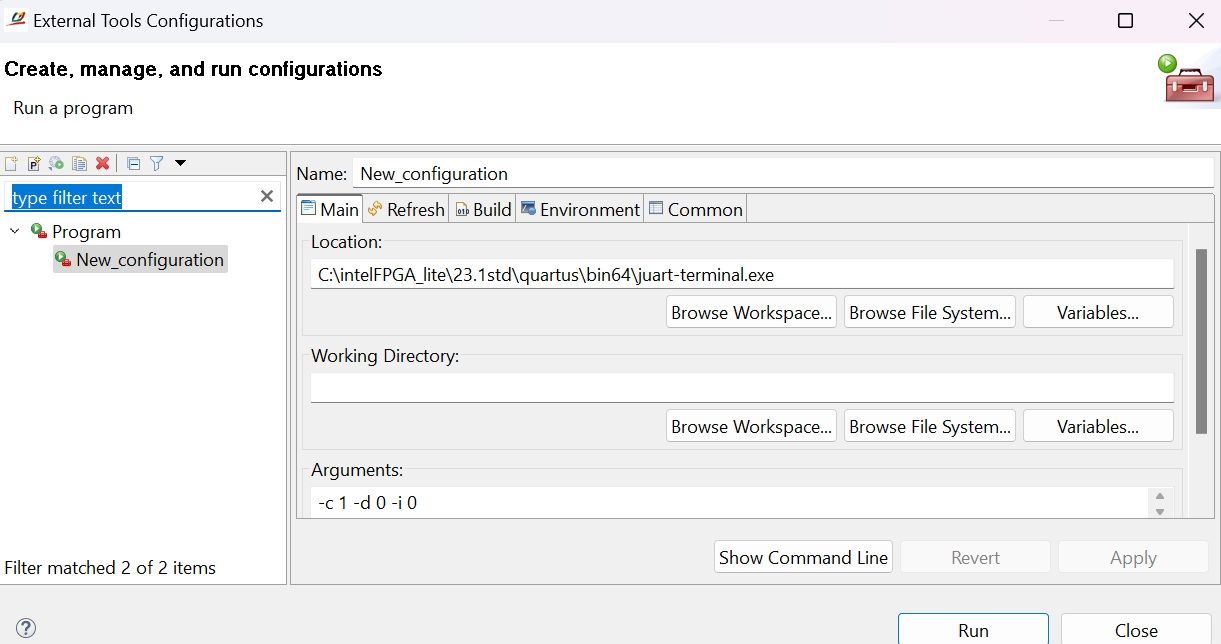 External Tools Configurations
Create, manage, and run configurations
Run a program
type filter text
Program
New_configuration
Filter matched 2 of 2 items
Name: New_configuration
Main Refresh Build Environment Common
Location:
C:\intelFPGA_lite\23.1std\quartus\bin64\juart-terminal.exe
Browse Workspace... Browse File System... Variables...
Working Directory:
Browse Workspace... Browse File System... Variables...
Arguments:
-c 1 -d 0 -i 0
Show Command Line Revert Apply
Run Close